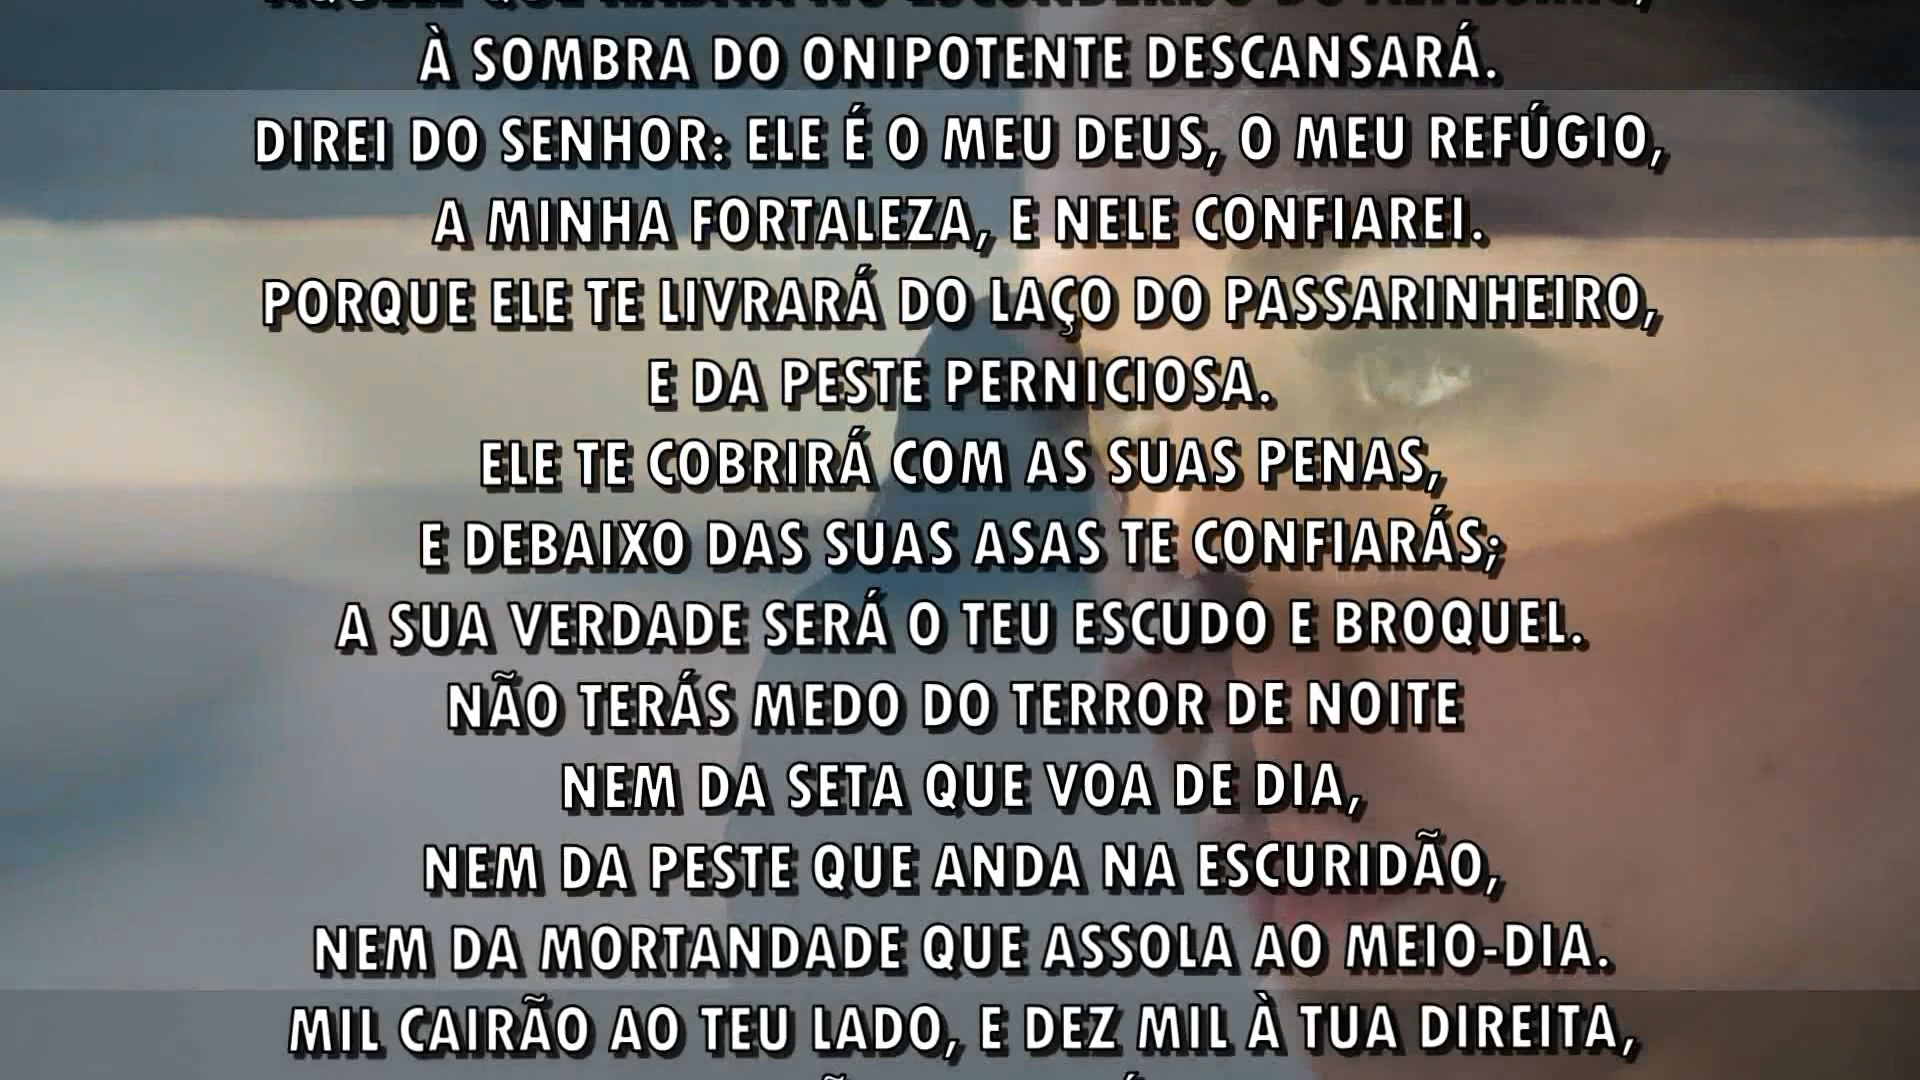 À SOMBRA DO ONIPOTENTE DESCANSARÁ.
DIREI DO SENHOR: ELE É O MEU DEUS, O MEU REFÚGIO,
A MINHA FORTALEZA, E NELE CONFIAREI.
PORQUE ELE TE LIVRARÁ DO LAÇO DO PASSARINHEIRO,
E DA PESTE PERNICIOSA.
ELE TE COBRIRÁ COM AS SUAS PENAS,
E DEBAIXO DAS SUAS ASAS TE CONFIARÁS;
A SUA VERDADE SERÁ O TEU ESCUDO E BROQUEL.
NÃO TERÁS MEDO DO TERROR DE NOITE
NEM DA SETA QUE VOA DE DIA,
NEM DA PESTE QUE ANDA NA ESCURIDÃO,
NEM DA MORTANDADE QUE ASSOLA AO MEIO-DIA.
MIL CAIRÃO AO TEU LADO, E DEZ MIL À TUA DIREITA,